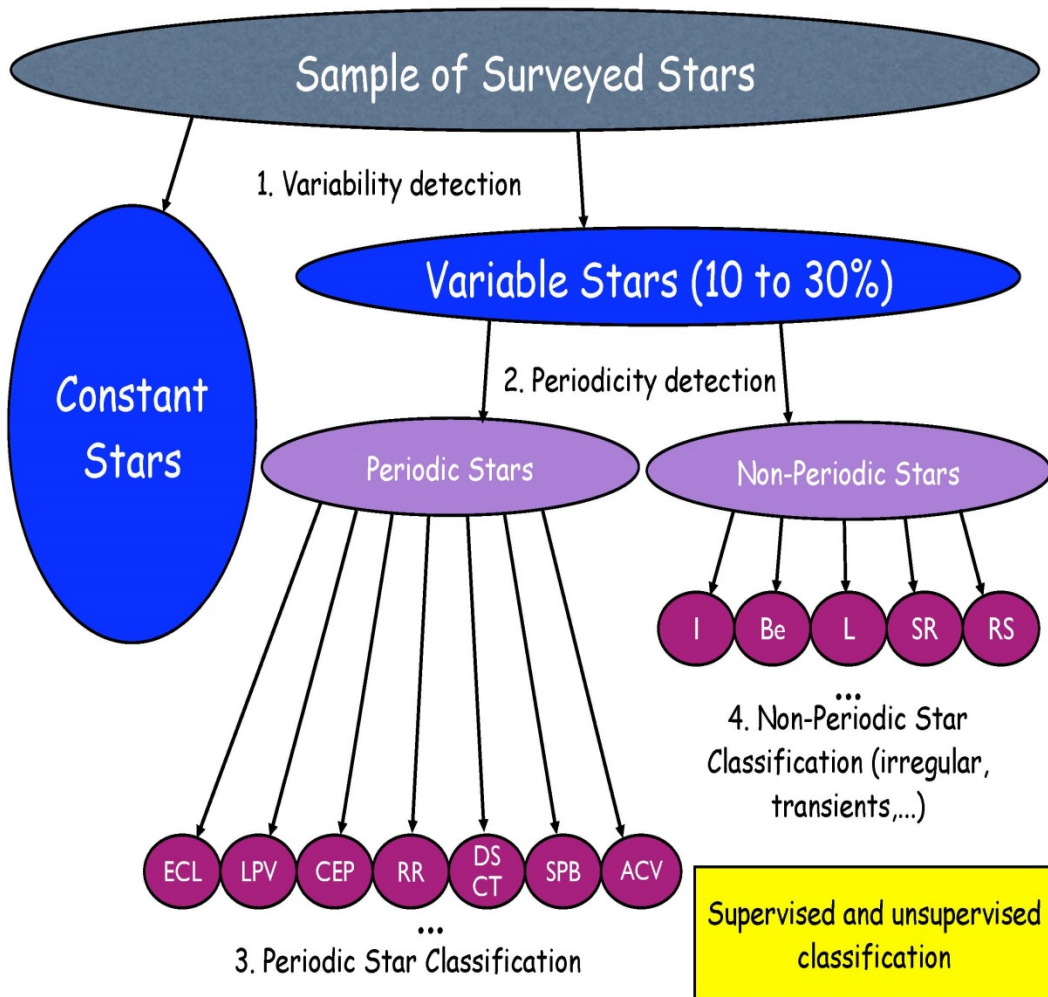 Sample of Surveyed Stars
1. Variability detection
Variable Stars (10 to 30%)
Constant
Stars
2. Periodicity detection
Periodic Stars
Non-Periodic Stars
I
Be
L
SR
RS
...
4. Non-Periodic Star
Classification (irregular,
transients,...)
ECL
LPV
CEP
RR
DS
CT
SPB
ACV
...
3. Periodic Star Classification
Supervised and unsupervised
classification